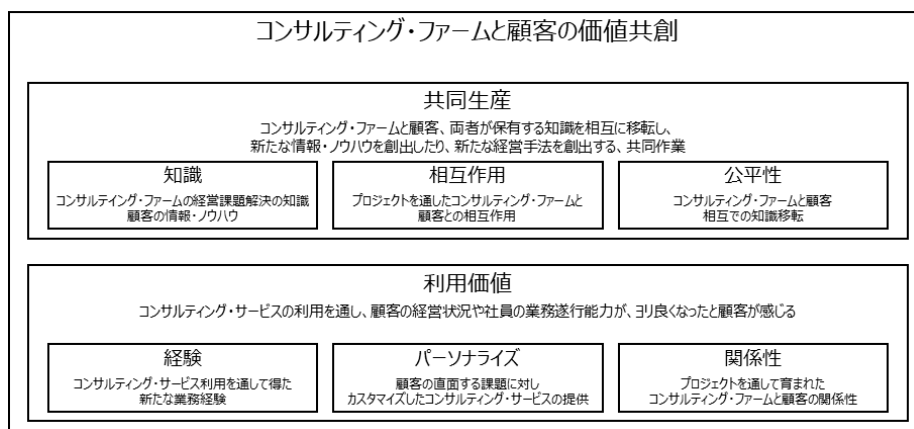 コンサルティング・ファームと顧客の価値共創
共同生産
コンサルティング・ファームと顧客、両者が保有する知識を相互に移転し、
新たな情報・ノウハウを創出したり、新たな経営手法を創出する、共同作業
知識
コンサルティング・ファームの経営課題解決の知識
顧客の情報・ノウハウ
相互作用
プロジェクトを通したコンサルティング・ファームと
顧客との相互作用
公平性
コンサルティング・ファームと顧客
相互での知識移転
利用価値
コンサルティング・サービスの利用を通し、顧客の経営状況や社員の業務遂行能力が、ヨリ良くなったと顧客が感じる
経験
コンサルティング・サービス利用を通して得た
新たな業務経験
パーソナライズ
顧客の直面する課題に対し
カスタマイズしたコンサルティング・サービスの提供
関係性
プロジェクトを通して育まれた
コンサルティング・ファームと顧客の関係性